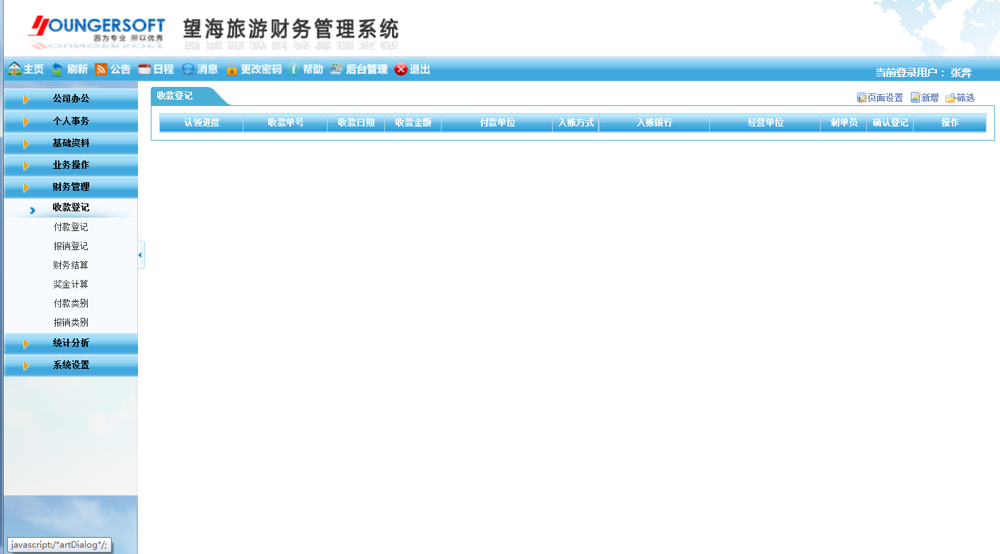 YOUNGERSOFT
因为专业 所以优秀
望海旅游财务管理系统
主页 刷新 公告 日程 消息 更改密码 帮助 后台管理 退出
当前登录用户： 张奔
公司办公
个人事务
基础资料
业务操作
财务管理
收款登记
付款登记
报销登记
财务结算
奖金计算
付款类别
报销类别
统计分析
系统设置
收款登记
页面设置 新增 筛选
认领进度 收款单号 收款日期 收款金额 付款单位 入账方式 入账银行 经营单位 制单员 确认登记 操作
javascript:/*artDialog*/;